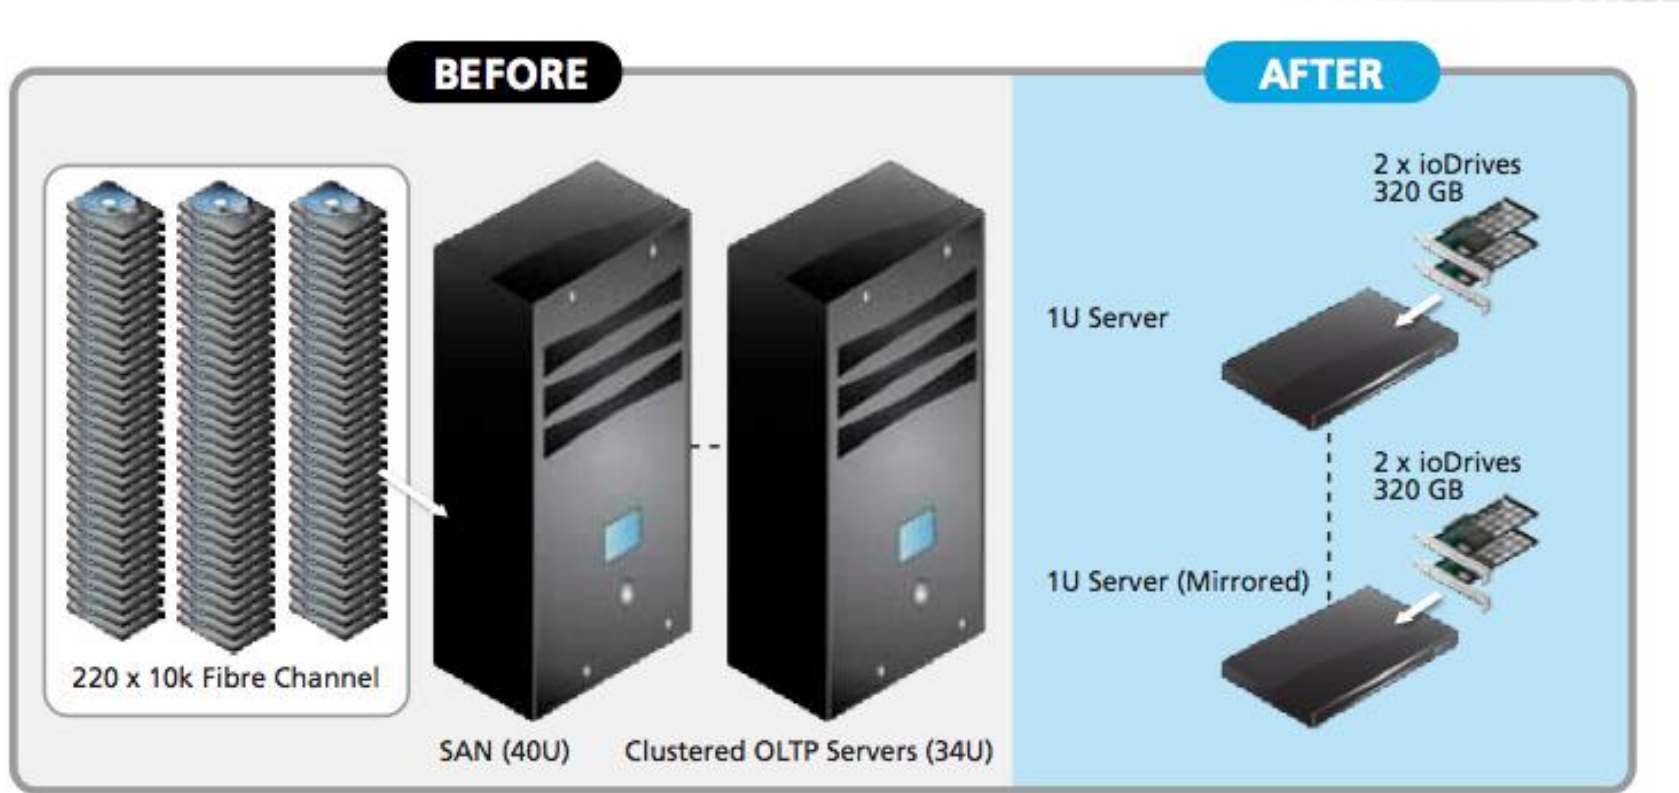 BEFORE
AFTER
220 x 10k Fibre Channel
SAN (40U)
Clustered OLTP Servers (34U)
2 x ioDrives
320 GB
1U Server
2 x ioDrives
320 GB
1U Server (Mirrored)